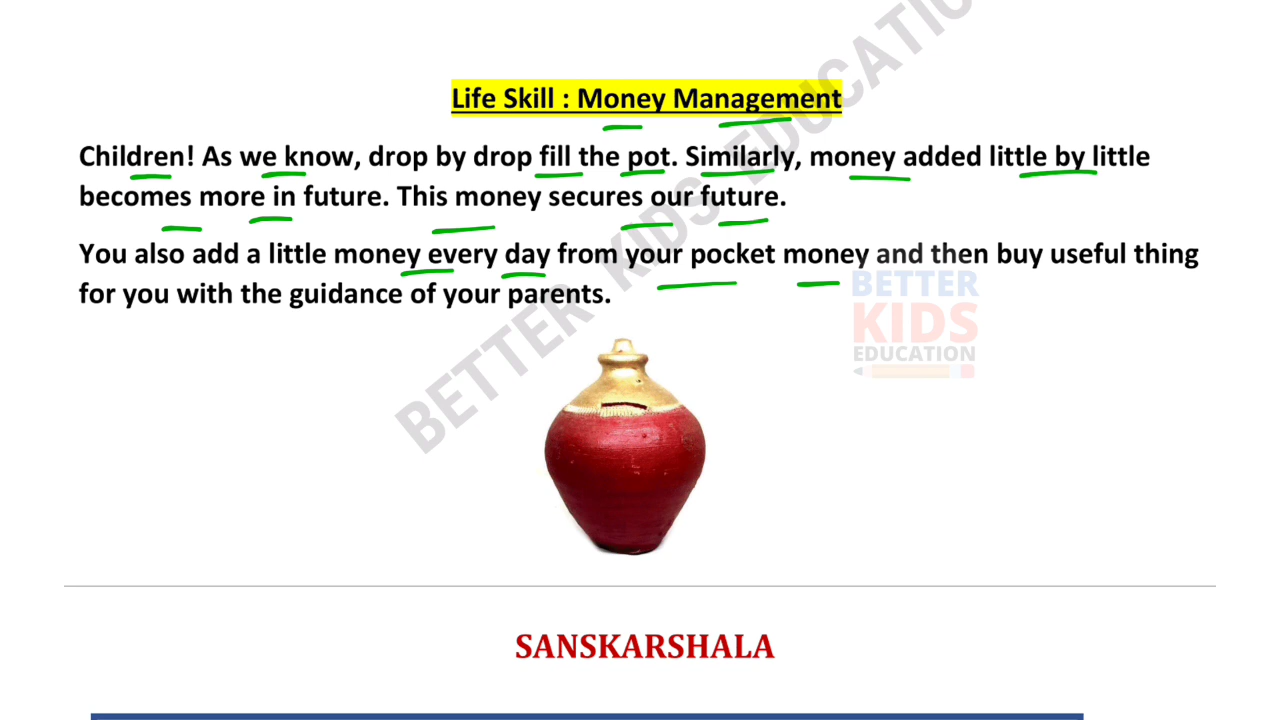 Life Skill : Money Management
Children! As we know, drop by drop fill the pot. Similarly, money added little by little
becomes more in future. This money secures our future.
You also add a little money every day from your pocket money and then buy useful thing
for you with the guidance of your parents.
BETTER KIDS EDUCATIO
BETTER
KIDS
EDUCATION
SANSKARSHALA